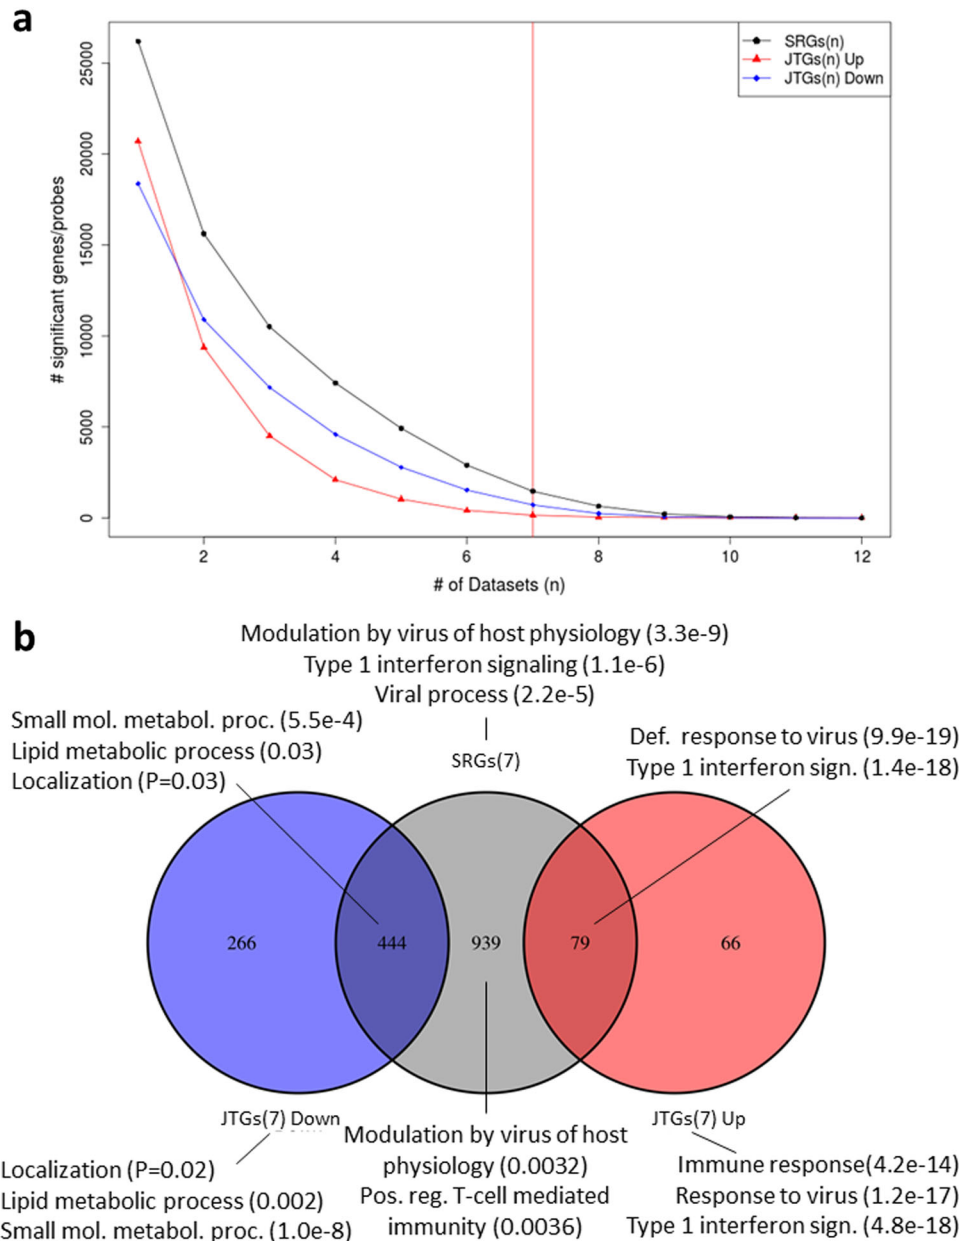 a
SRGs(n)
JTGs(n) Up
JTGs(n) Down
# significant genes/probes
25000
20000
15000
10000
5000
0
2
4
6
8
10
12
# of Datasets (n)
b
Modulation by virus of host physiology (3.3e-9)
Type 1 interferon signaling (1.1e-6)
Viral process (2.2e-5)
Small mol. metabol. proc. (5.5e-4)
Lipid metabolic process (0.03)
Localization (P=0.03)
SRGs(7)
Def. response to virus (9.9e-19)
Type 1 interferon sign. (1.4e-18)
266
444
939
79
66
JTGs(7) Down
JTGs(7) Up
Localization (P=0.02)
Lipid metabolic process (0.002)
Small mol. metabol. proc. (1.0e-8)
Modulation by virus of host
physiology (0.0032)
Pos. reg. T-cell mediated
immunity (0.0036)
Immune response(4.2e-14)
Response to virus (1.2e-17)
Type 1 interferon sign. (4.8e-18)